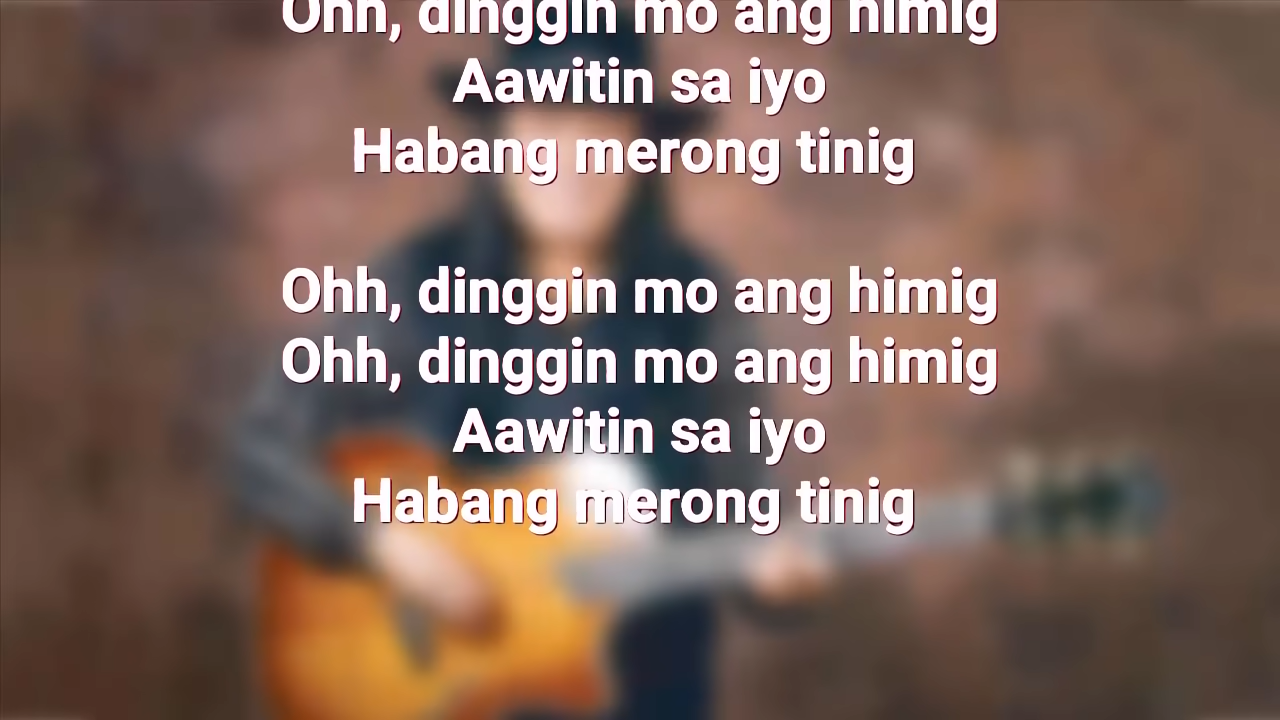 Ohh, dinggin mo ang himig
Aawitin sa iyo
Habang merong tinig
Ohh, dinggin mo ang himig
Ohh, dinggin mo ang himig
Aawitin sa iyo
Habang merong tinig